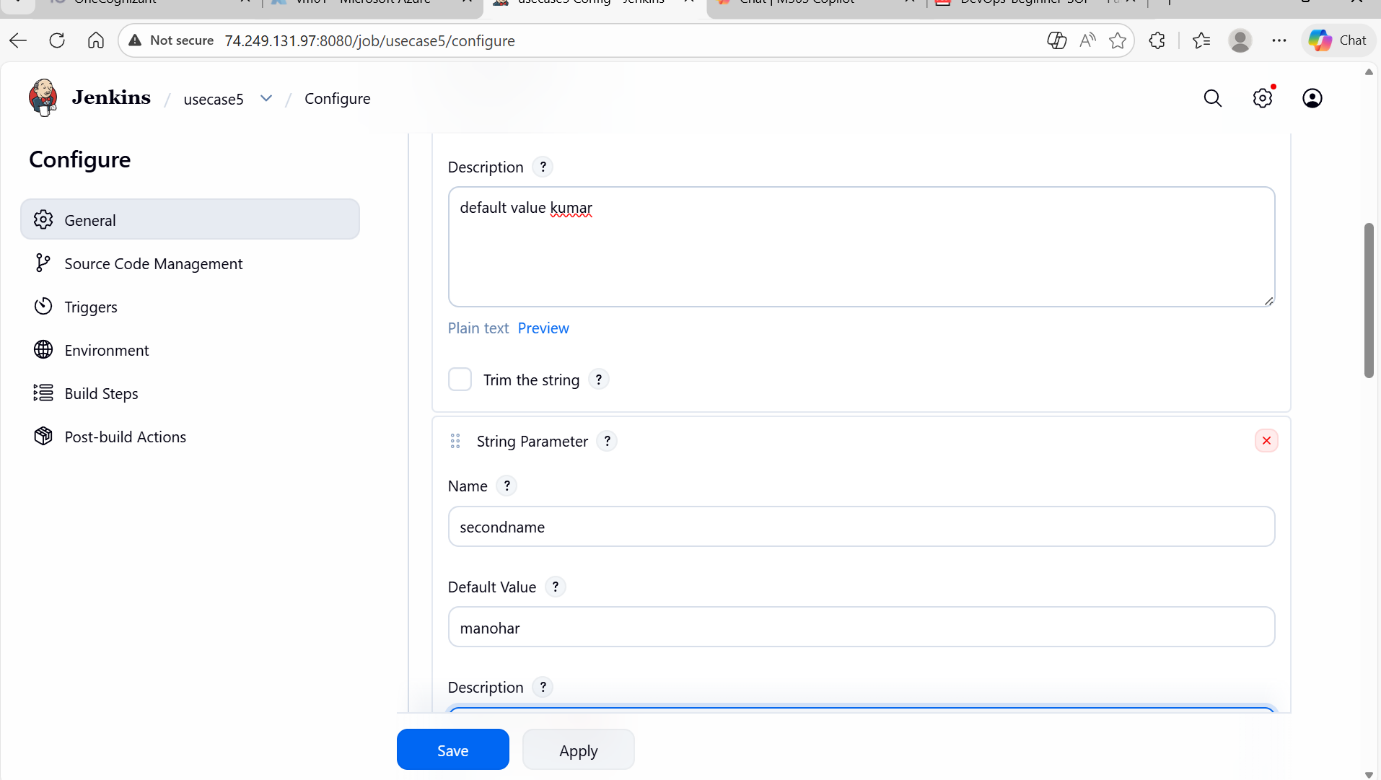 Not secure 74.249.131.97:8080/job/usecase5/configure
Chat
Jenkins / usecase5 / Configure
Configure
General
Source Code Management
Triggers
Environment
Build Steps
Post-build Actions
Description ?
default value kumar
Plain text Preview
Trim the string ?
String Parameter ?
Name ?
secondname
Default Value ?
manohar
Description ?
Save Apply